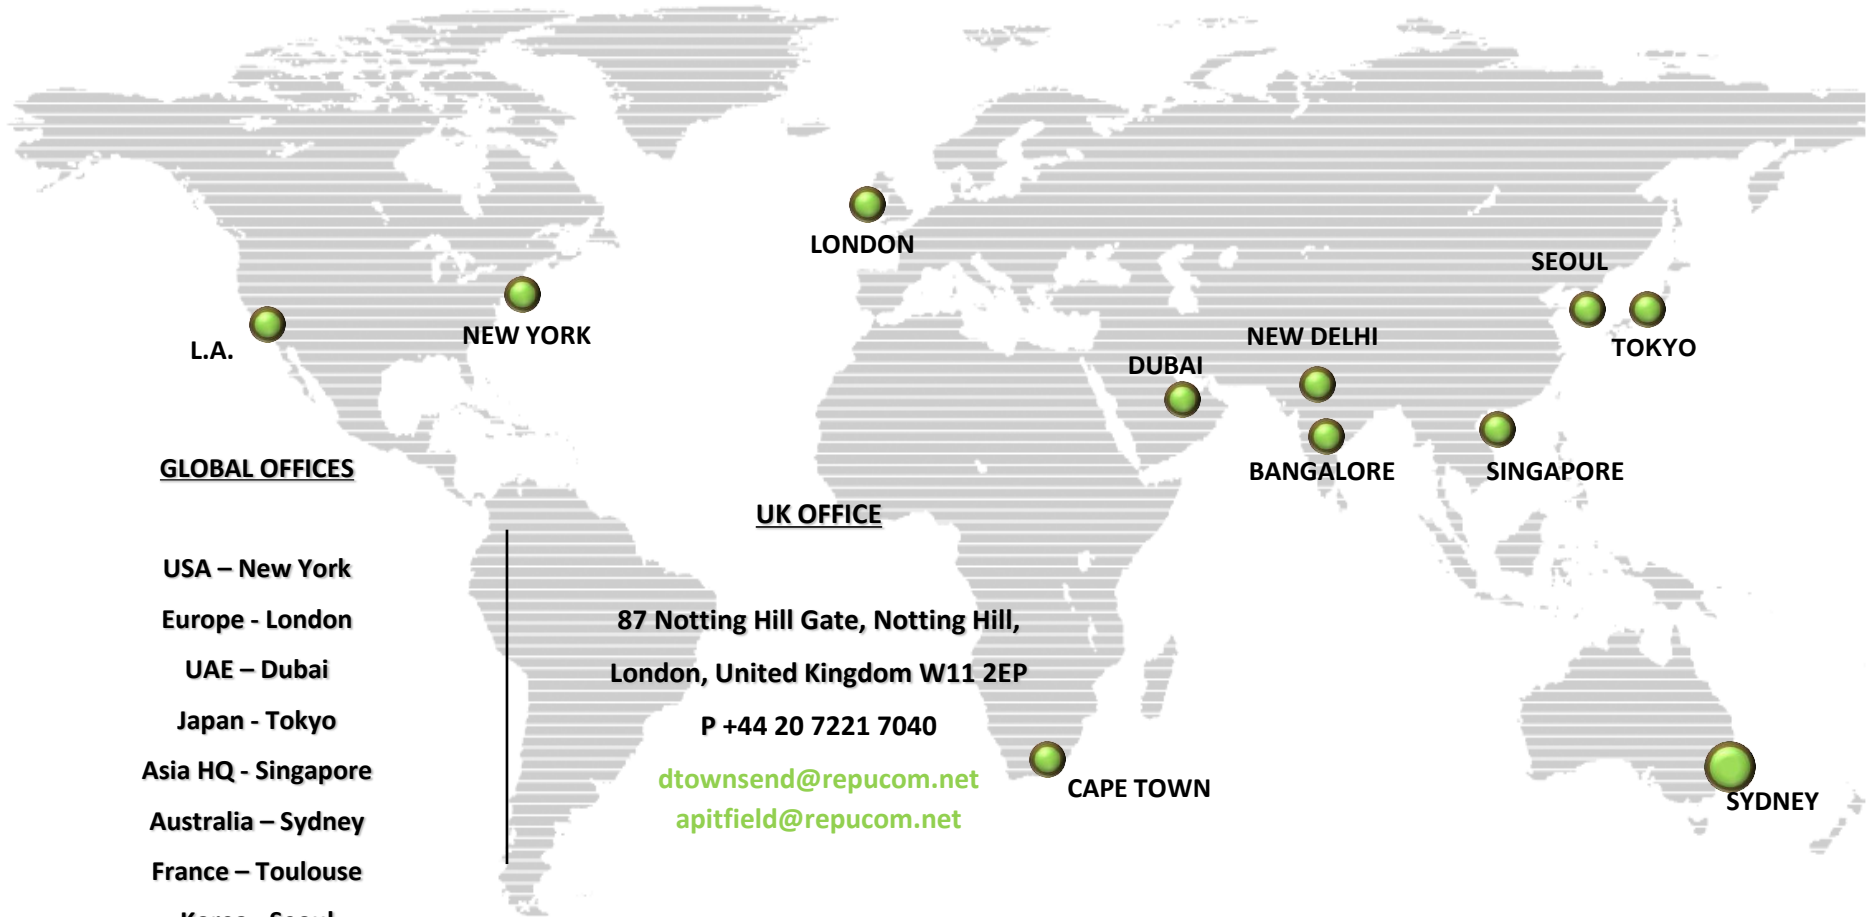 LONDON
SEOUL
NEW YORK
L.A.
NEW DELHI
TOKYO
DUBAI
BANGALORE
SINGAPORE
CAPE TOWN
SYDNEY
GLOBAL OFFICES
USA – New York
Europe - London
UAE – Dubai
Japan - Tokyo
Asia HQ - Singapore
Australia – Sydney
France – Toulouse
Korea - Seoul
UK OFFICE
87 Notting Hill Gate, Notting Hill,
London, United Kingdom W11 2EP
P +44 20 7221 7040
dtownsend@repucom.net
apitfield@repucom.net